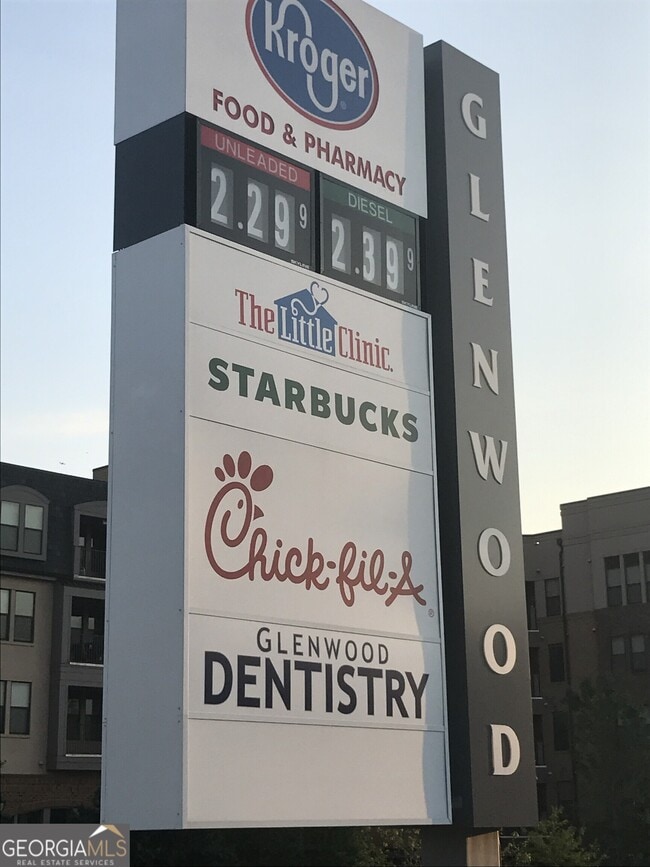 Kroger
FOOD & PHARMACY
UNLEADED
2.29 9
DIESEL
2.39 9
The Little Clinic.
STARBUCKS
Chick-fil-A®
GLENWOOD
DENTISTRY
GLENWOOD
GEORGIAMLS
REAL ESTATE SERVICES